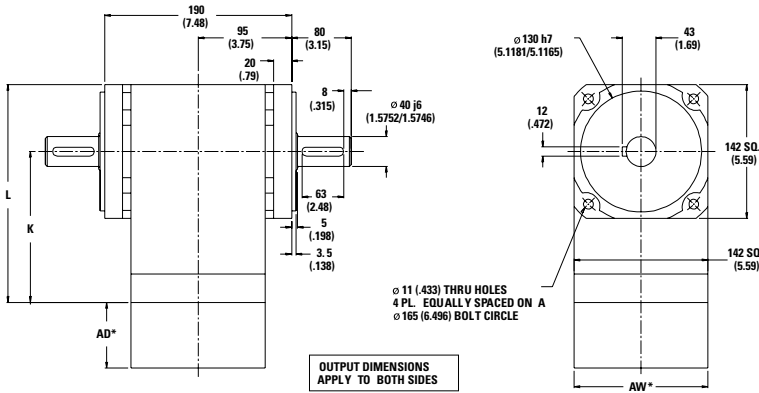 190
(7.48)
95
(3.75)
80
(3.15)
20
(.79)
8
(.315)
Ø 40 j6
(1.5752/1.5746)
63
(2.48)
5
(.198)
3.5
(.138)
L
K
AD*
OUTPUT DIMENSIONS
APPLY TO BOTH SIDES
Ø 130 h7
(5.1181/5.1165)
43
(1.69)
12
(.472)
142 SQ.
(5.59)
142 SQ
(5.59)
Ø 11 (.433) THRU HOLES
4 PL. EQUALLY SPACED ON A
Ø 165 (6.496) BOLT CIRCLE
AW*